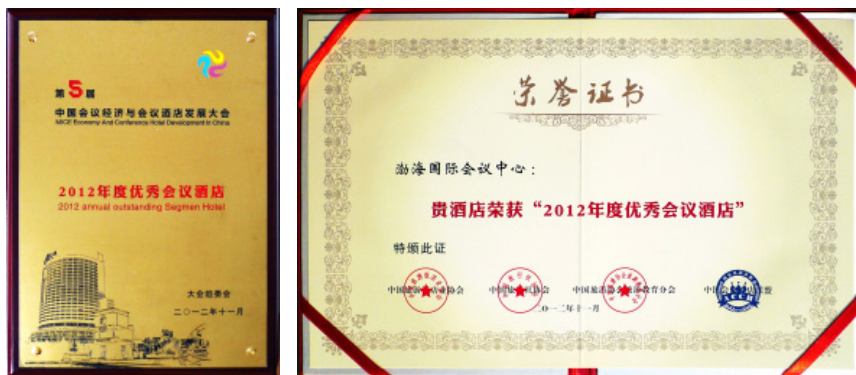 第5届
中国会议经济与会议酒店发展大会
MICE Economy And Conference Hotel Development In China
2012年度优秀会议酒店
2012 annual outstanding Segmen Hotel
大会组委会
二〇一二年十一月
荣誉证书
渤海国际会议中心：
贵酒店荣获“2012年度优秀会议酒店”
特颁此证
二〇一二年十一月